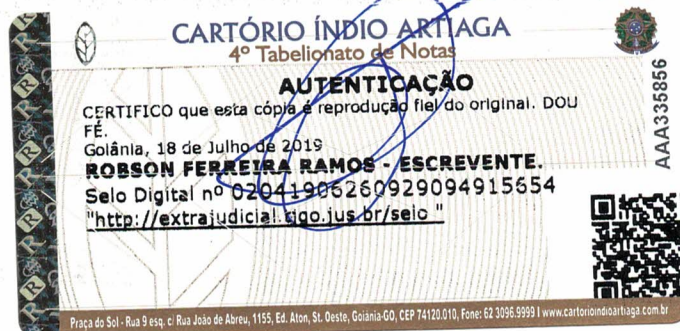 CARTÓRIO ÍNDIO ARTIAGA
4º Tabelionato de Notas
AUTENTICAÇÃO
CERTIFICO que esta cópia é reprodução fiel do original. DOU
FÉ.
Goiânia, 18 de Julho de 2019
ROBSON FERREIRA RAMOS - ESCREVENTE.
Selo Digital nº 02041906260929094915654
"http://extrajudicial.tjgo.jus.br/selo "
AAA335856
Praça do Sol - Rua 9 esq. c/ Rua João de Abreu, 1155, Ed. Aton, St. Oeste, Goiânia-GO, CEP 74120.010, Fone: 62 3096.9999 I www.cartorioindioartiaga.com.br